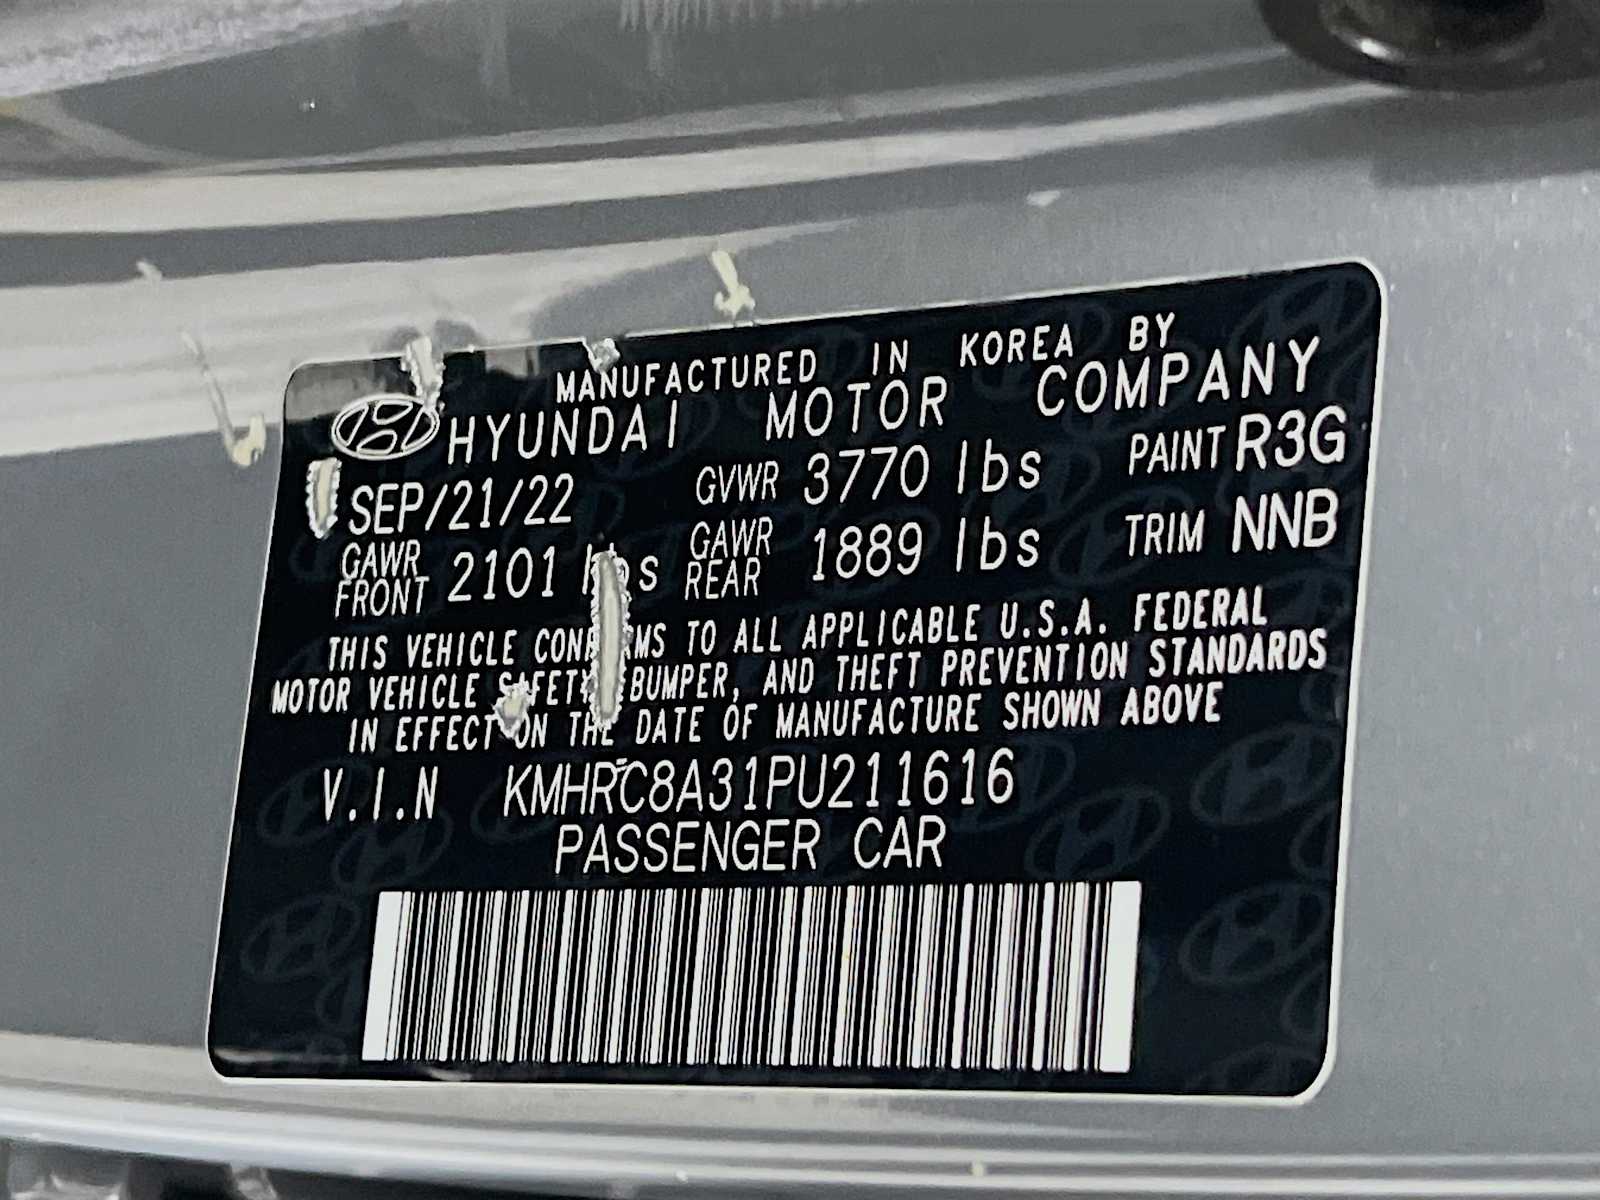 MANUFACTURED IN KOREA BY
HYUNDAI MOTOR COMPANY
SEP/21/22 GVWR 3770 lbs PAINT R3G
GAWR FRONT 2101 lbs GAWR REAR 1889 lbs TRIM NNB
THIS VEHICLE CONFORMS TO ALL APPLICABLE U.S.A. FEDERAL
MOTOR VEHICLE SAFETY, BUMPER, AND THEFT PREVENTION STANDARDS
IN EFFECT ON THE DATE OF MANUFACTURE SHOWN ABOVE
V.I.N KMHRC8A31PU211616
PASSENGER CAR